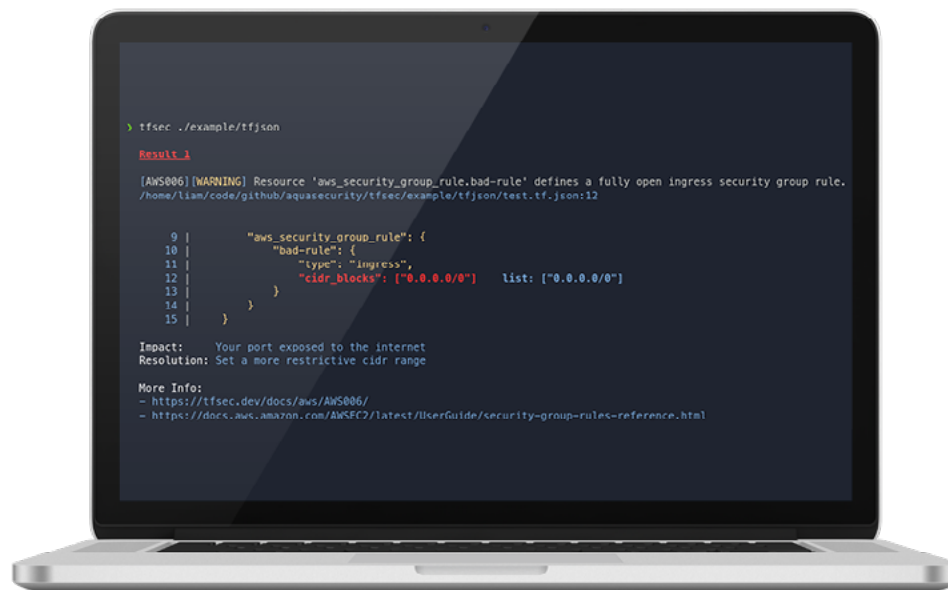 ❯ tfsec ./example/tfjson
Result 1
[AWS006][WARNING] Resource 'aws_security_group_rule.bad-rule' defines a fully open ingress security group rule.
/home/liam/code/github/aquasecurity/tfsec/example/tfjson/test.tf.json:12
9 | "aws_security_group_rule": {
10 | "bad-rule": {
11 | "type": "ingress",
12 | "cidr_blocks": ["0.0.0.0/0"] list: ["0.0.0.0/0"]
13 | }
14 | }
15 | }
Impact: Your port exposed to the internet
Resolution: Set a more restrictive cidr range
More Info:
- https://tfsec.dev/docs/aws/AWS006/
- https://docs.aws.amazon.com/AWSEC2/latest/UserGuide/security-group-rules-reference.html